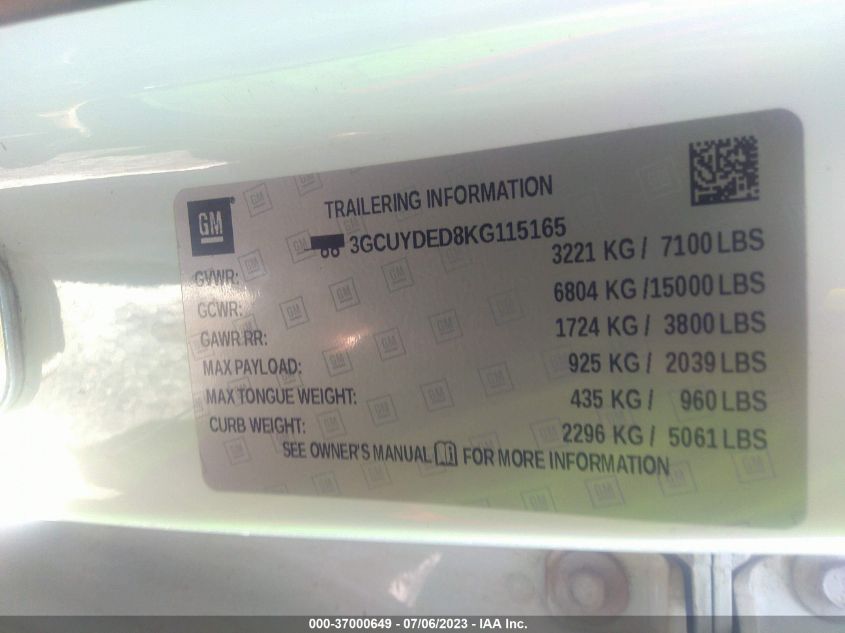 GM ®
TRAILERING INFORMATION
3GCUYDED8KG115165
GVWR: 3221 KG / 7100 LBS
GCWR: 6804 KG /15000 LBS
GAWR RR: 1724 KG / 3800 LBS
MAX PAYLOAD: 925 KG / 2039 LBS
MAX TONGUE WEIGHT: 435 KG / 960 LBS
CURB WEIGHT: 2296 KG / 5061 LBS
SEE OWNER'S MANUAL FOR MORE INFORMATION
000-37000649 / 07/06/2023 - IAA Inc.